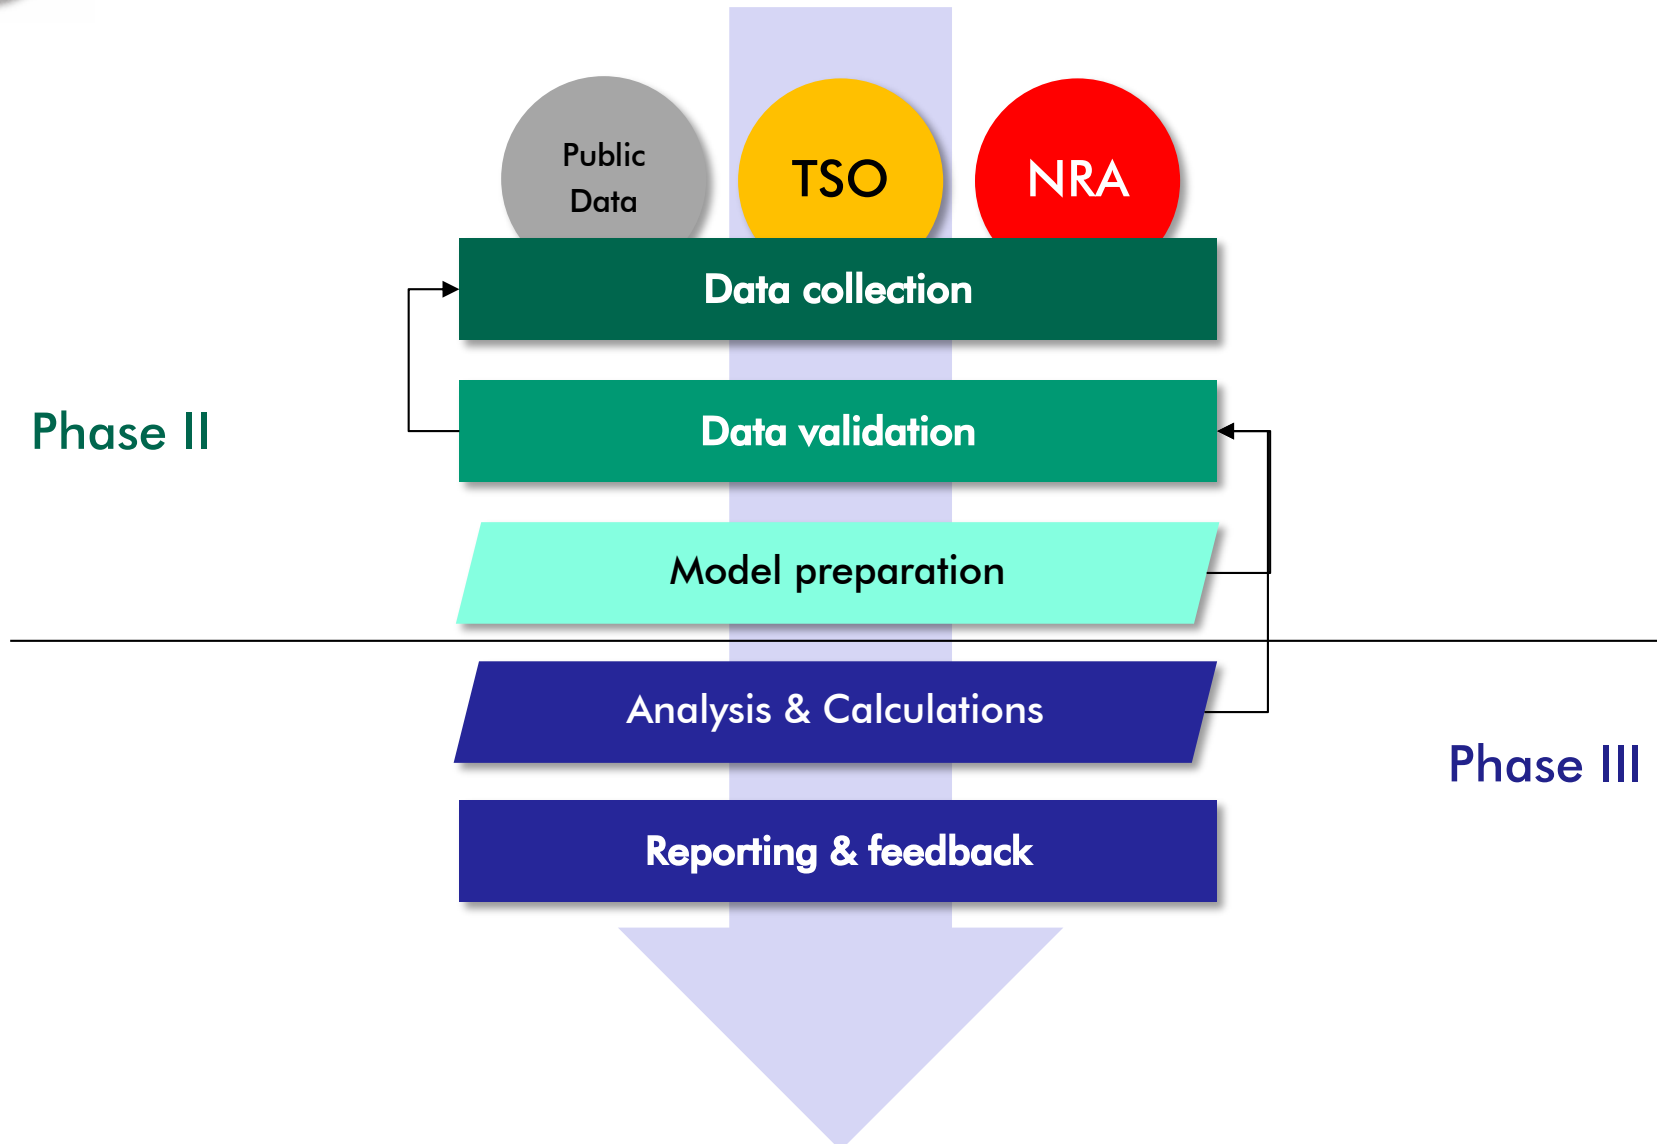 Public
Data
TSO
NRA
Data collection
Phase II
Data validation
Model preparation
Analysis & Calculations
Phase III
Reporting & feedback